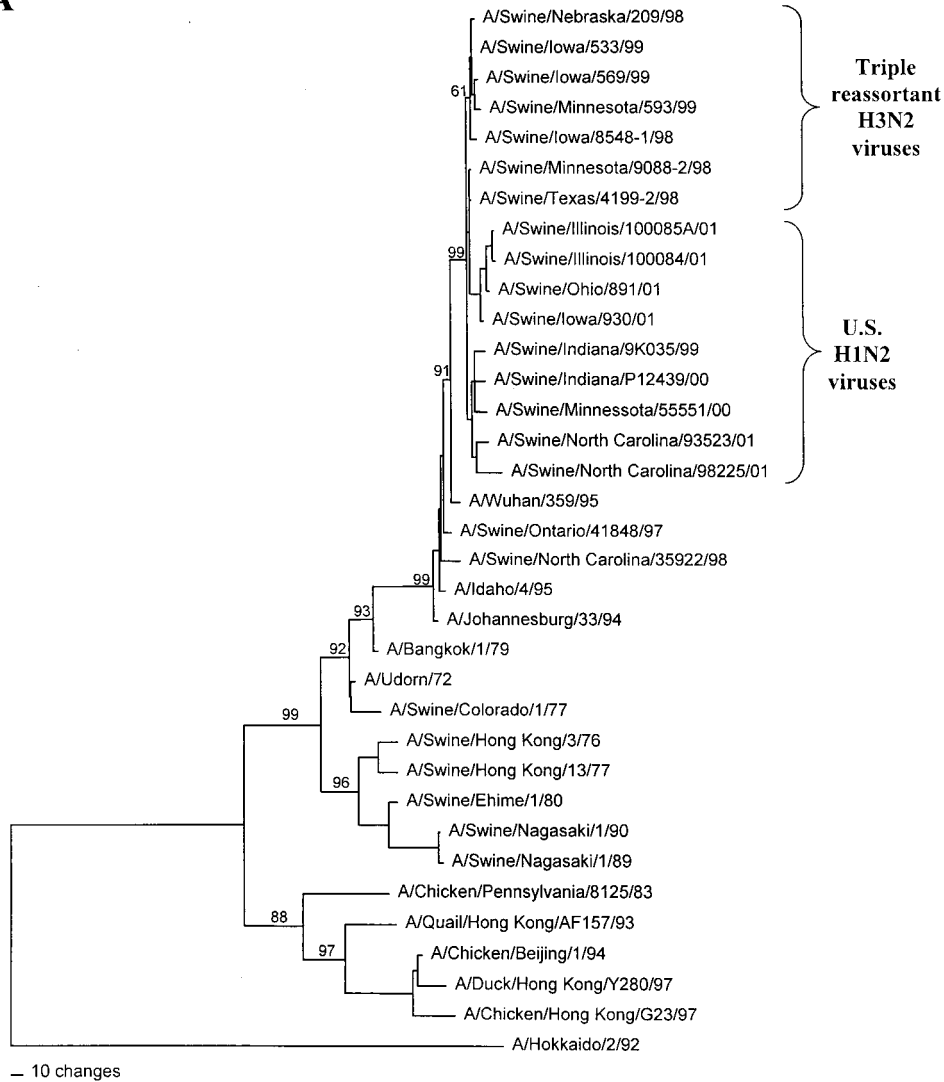 A
A/Swine/Nebraska/209/98
A/Swine/Iowa/533/99
A/Swine/Iowa/569/99
61
A/Swine/Minnesota/593/99
A/Swine/Iowa/8548-1/98
A/Swine/Minnesota/9088-2/98
A/Swine/Texas/4199-2/98
Triple
reassortant
H3N2
viruses
A/Swine/Illinois/100085A/01
99
A/Swine/Illinois/100084/01
A/Swine/Ohio/891/01
A/Swine/Iowa/930/01
A/Swine/Indiana/9K035/99
91
A/Swine/Indiana/P12439/00
A/Swine/Minnessota/55551/00
A/Swine/North Carolina/93523/01
A/Swine/North Carolina/98225/01
U.S.
H1N2
viruses
A/Wuhan/359/95
A/Swine/Ontario/41848/97
A/Swine/North Carolina/35922/98
99
A/Idaho/4/95
93
A/Johannesburg/33/94
92
A/Bangkok/1/79
A/Udorn/72
99
A/Swine/Colorado/1/77
A/Swine/Hong Kong/3/76
A/Swine/Hong Kong/13/77
96
A/Swine/Ehime/1/80
A/Swine/Nagasaki/1/90
A/Swine/Nagasaki/1/89
A/Chicken/Pennsylvania/8125/83
88
A/Quail/Hong Kong/AF157/93
97
A/Chicken/Beijing/1/94
A/Duck/Hong Kong/Y280/97
A/Chicken/Hong Kong/G23/97
A/Hokkaido/2/92
10 changes